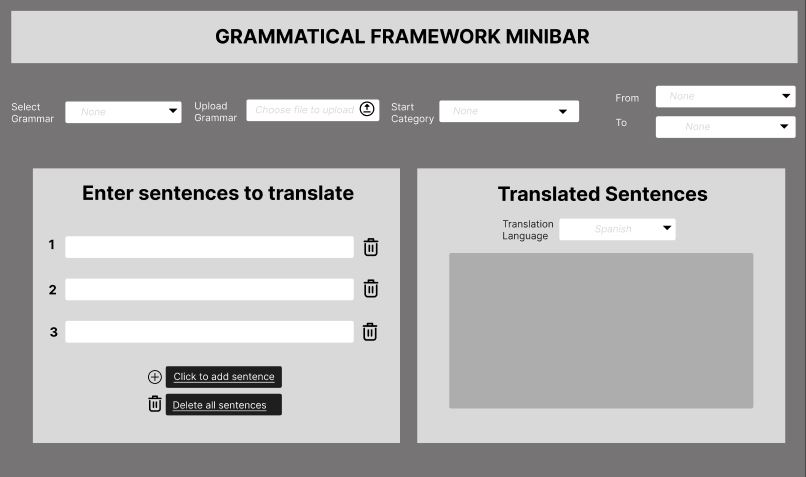 GRAMMATICAL FRAMEWORK MINIBAR
Select
Grammar
None
Upload
Grammar
Choose file to upload
Start
Category
None
From
None
To
None
Enter sentences to translate
1
2
3
Click to add sentence
Delete all sentences
Translated Sentences
Translation
Language
Spanish